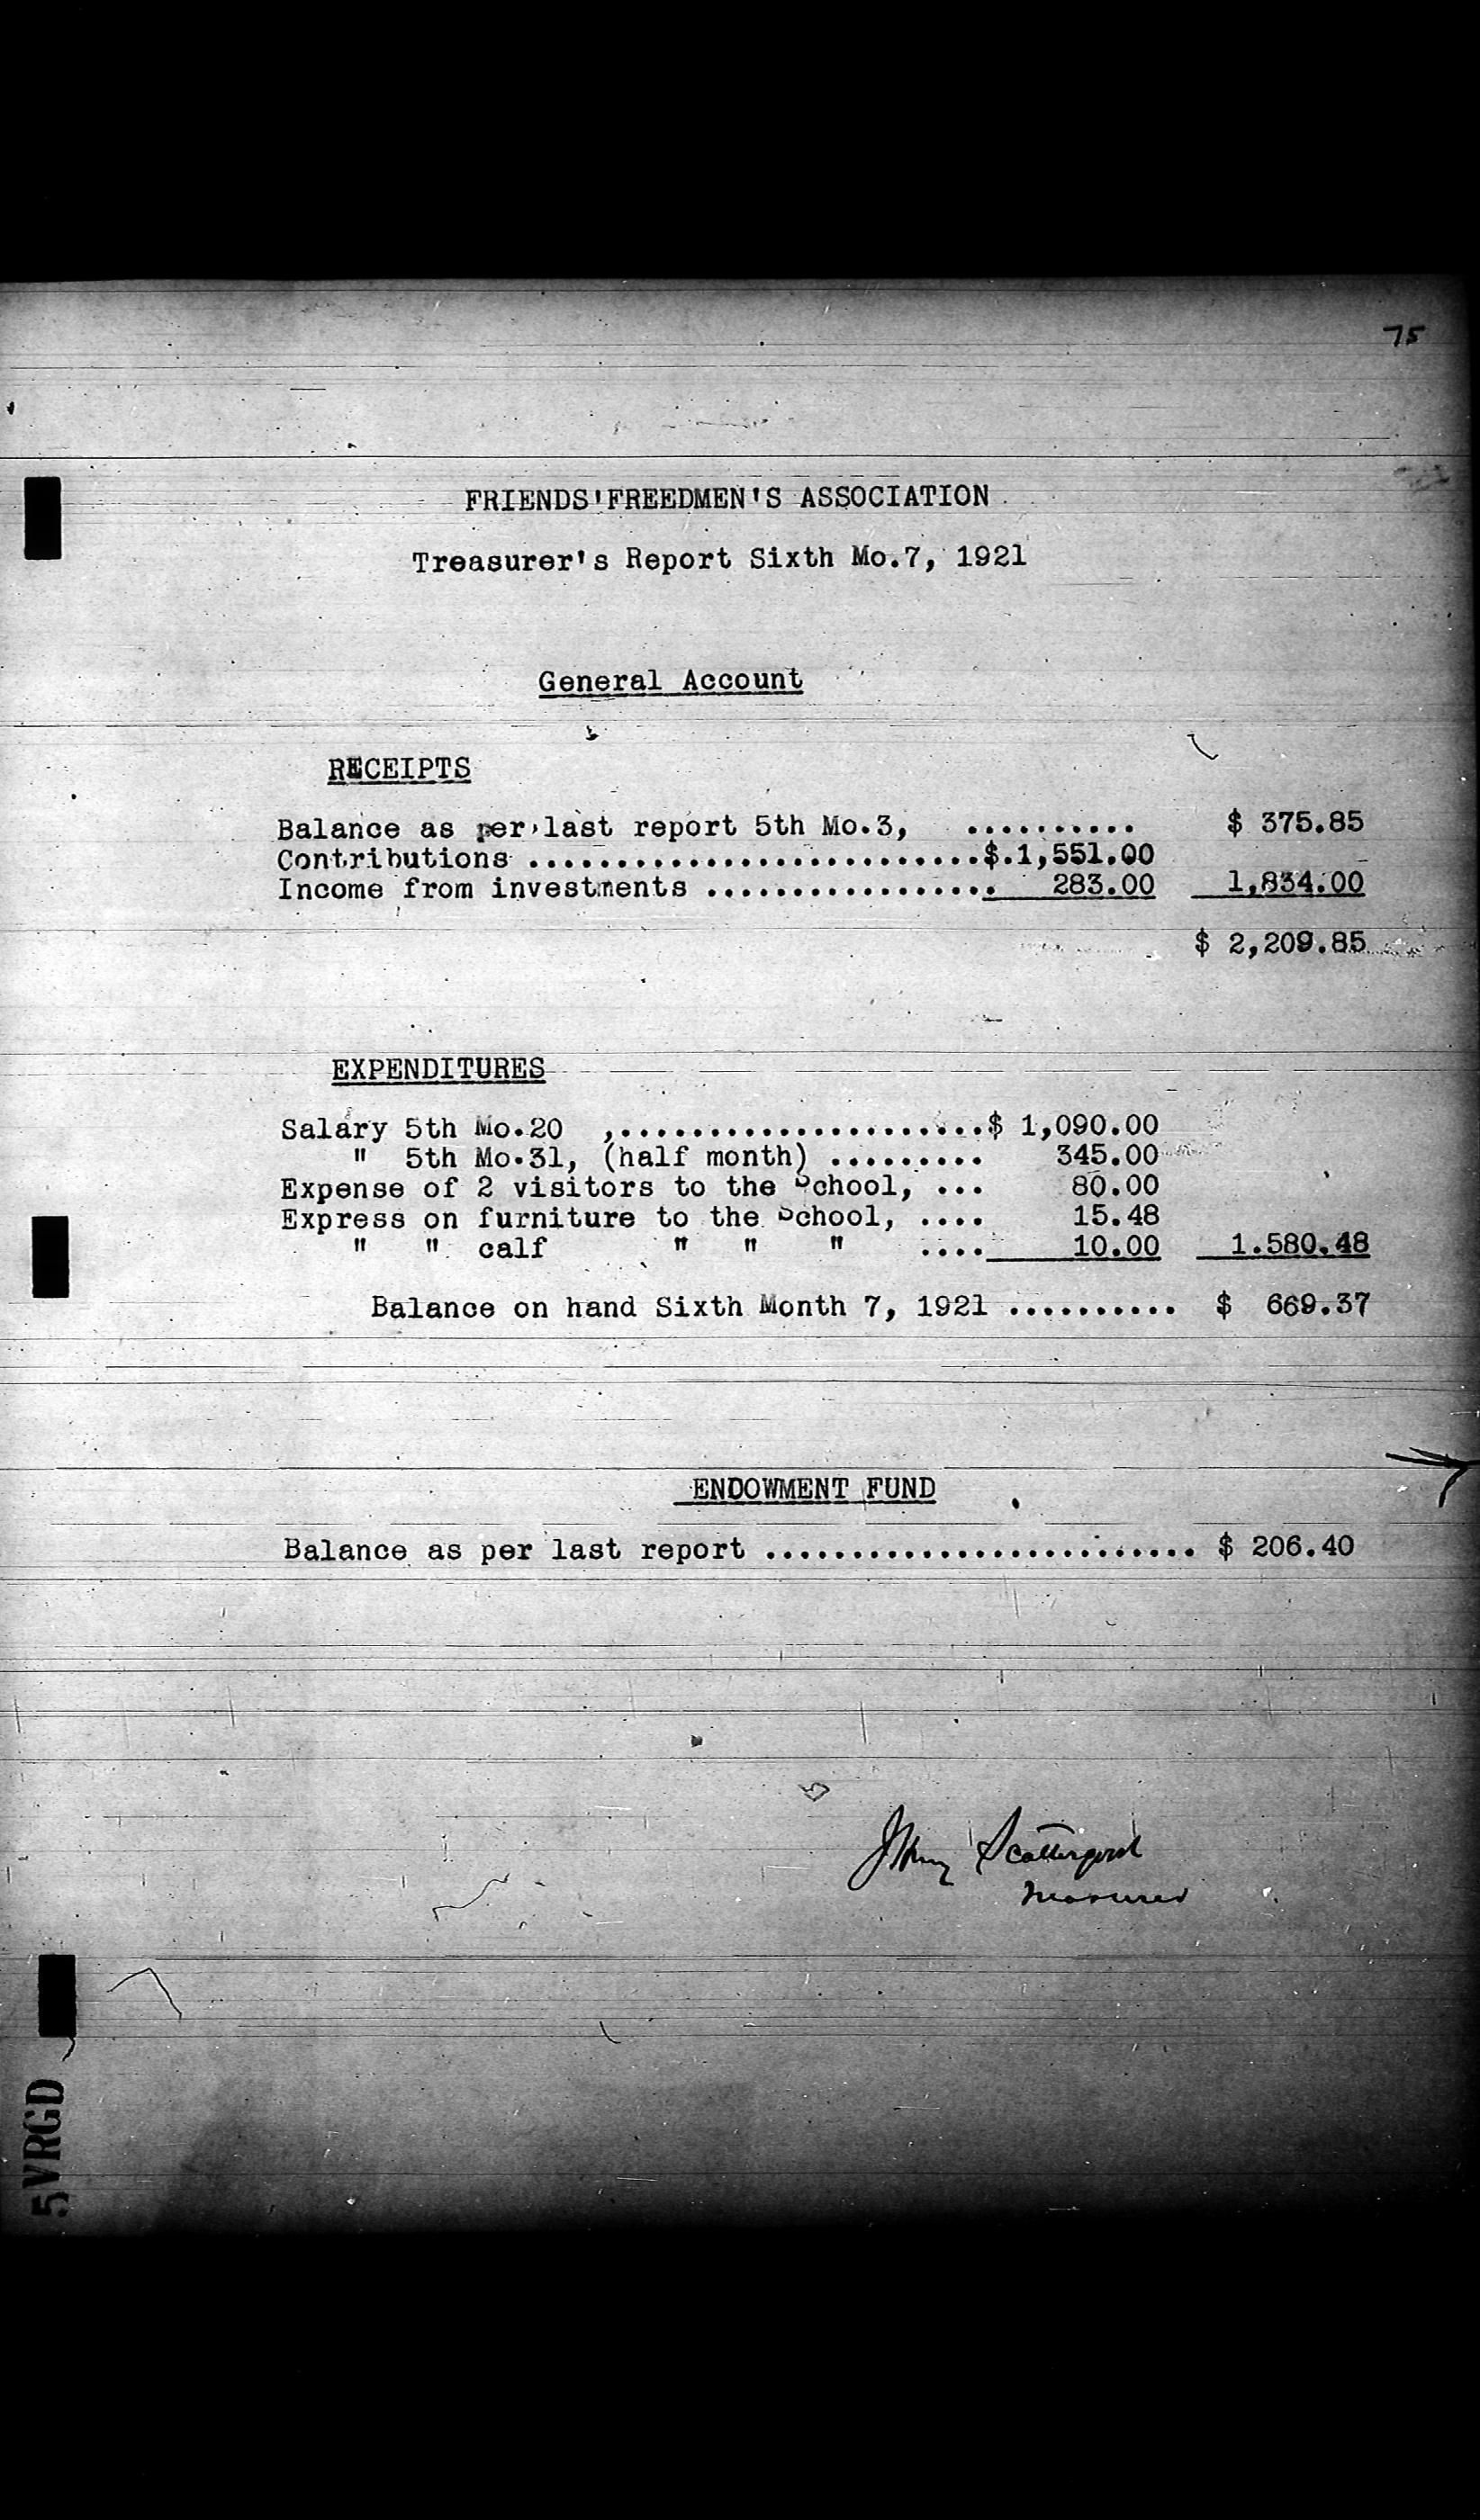 75
FRIENDS'FREEDMEN'S ASSOCIATION
Treasurer's Report Sixth Mo.7, 1921
General Account
RECEIPTS
Balance as per last report 5th Mo.3, .......... $ 375.85
Contributions ..........................$.1,551.00
Income from investments ................. 283.00 1,834.00
$ 2,209.85
EXPENDITURES
Salary 5th Mo.20 ,.....................$ 1,090.00
" 5th Mo.31, (half month) ......... 345.00
Expense of 2 visitors to the School, ... 80.00
Express on furniture to the School, .... 15.48
" " calf " " " .... 10.00 1.580.48
Balance on hand Sixth Month 7, 1921 .......... $ 669.37
ENDOWMENT FUND
Balance as per last report ......................... $ 206.40
Scattergood
Treasurer
5VRGD